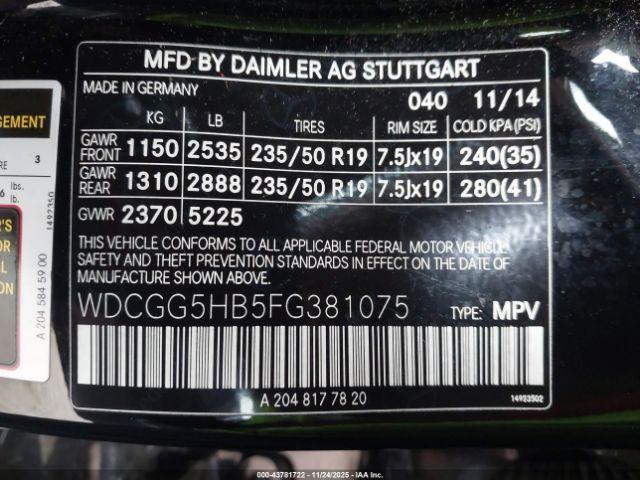 MFD BY DAIMLER AG STUTTGART
MADE IN GERMANY
040 11/14
KG LB TIRES RIM SIZE COLD KPA(PSI)
GAWR FRONT 1150 2535 235/50 R19 7.5Jx19 240(35)
GAWR REAR 1310 2888 235/50 R19 7.5Jx19 280(41)
GVWR 2370 5225
THIS VEHICLE CONFORMS TO ALL APPLICABLE FEDERAL MOTOR VEHICLE
SAFETY AND THEFT PREVENTION STANDARDS IN EFFECT ON THE DATE OF
MANUFACTURE SHOWN ABOVE.
WDCGG5HB5FG381075 TYPE: MPV
A 204 817 78 20
14923502
GEMENT
3
lbs.
lb.
1492350
A 204 584 59 00
000-43781722 - 11/24/2025 - IAA Inc.